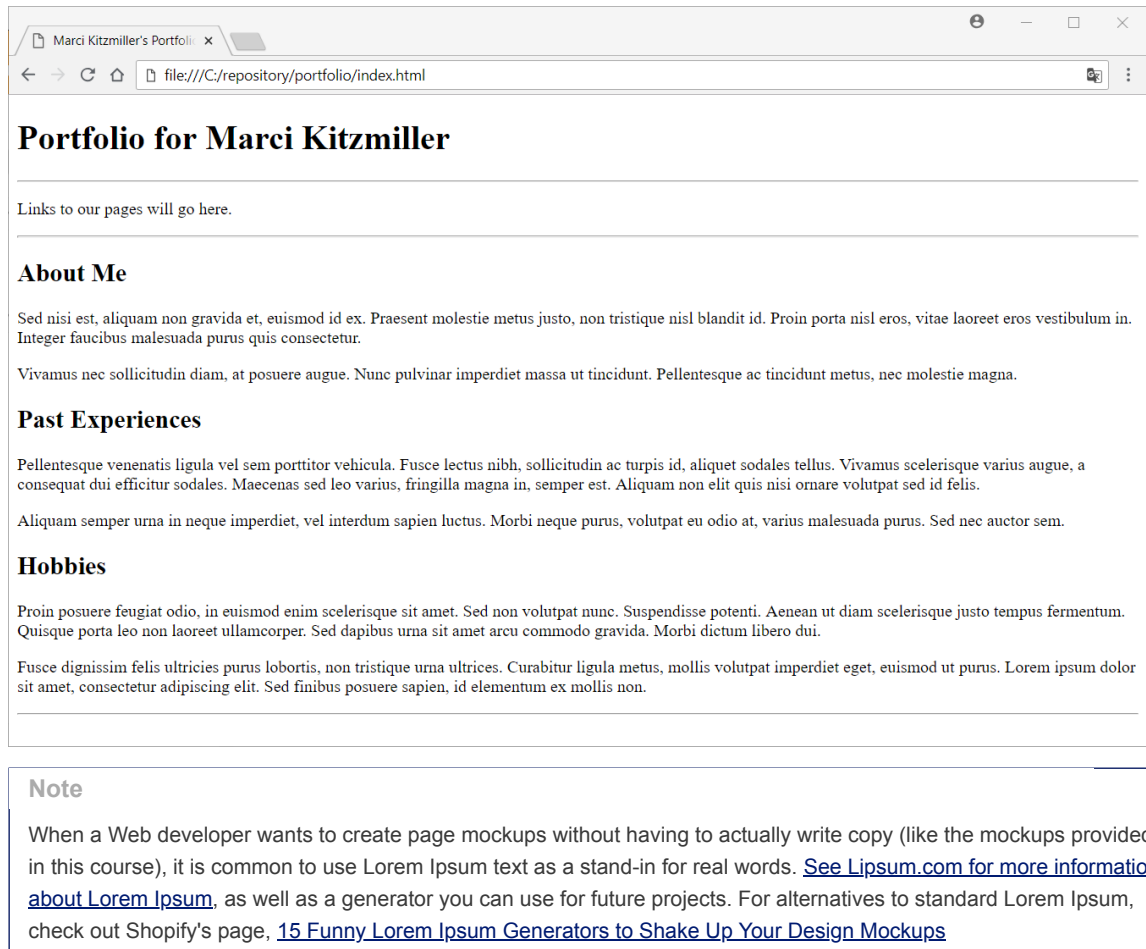 Marci Kitzmiller's Portfoli
file:///C:/repository/portfolio/index.html
Portfolio for Marci Kitzmiller
Links to our pages will go here.
About Me
Sed nisi est, aliquam non gravida et, euismod id ex. Praesent molestie metus justo, non tristique nisl blandit id. Proin porta nisl eros, vitae laoreet eros vestibulum in.
Integer faucibus malesuada purus quis consectetur.
Vivamus nec sollicitudin diam, at posuere augue. Nunc pulvinar imperdiet massa ut tincidunt. Pellentesque ac tincidunt metus, nec molestie magna.
Past Experiences
Pellentesque venenatis ligula vel sem porttitor vehicula. Fusce lectus nibh, sollicitudin ac turpis id, aliquet sodales tellus. Vivamus scelerisque varius augue, a
consequat dui efficitur sodales. Maecenas sed leo varius, fringilla magna in, semper est. Aliquam non elit quis nisi ornare volutpat sed id felis.
Aliquam semper urna in neque imperdiet, vel interdum sapien luctus. Morbi neque purus, volutpat eu odio at, varius malesuada purus. Sed nec auctor sem.
Hobbies
Proin posuere feugiat odio, in euismod enim scelerisque sit amet. Sed non volutpat nunc. Suspendisse potenti. Aenean ut diam scelerisque justo tempus fermentum.
Quisque porta leo non laoreet ullamcorper. Sed dapibus urna sit amet arcu commodo gravida. Morbi dictum libero dui.
Fusce dignissim felis ultricies purus lobortis, non tristique urna ultrices. Curabitur ligula metus, mollis volutpat imperdiet eget, euismod ut purus. Lorem ipsum dolor
sit amet, consectetur adipiscing elit. Sed finibus posuere sapien, id elementum ex mollis non.
Note
When a Web developer wants to create page mockups without having to actually write copy (like the mockups provided
in this course), it is common to use Lorem Ipsum text as a stand-in for real words. See Lipsum.com for more informatio
about Lorem Ipsum, as well as a generator you can use for future projects. For alternatives to standard Lorem Ipsum,
check out Shopify's page, 15 Funny Lorem Ipsum Generators to Shake Up Your Design Mockups